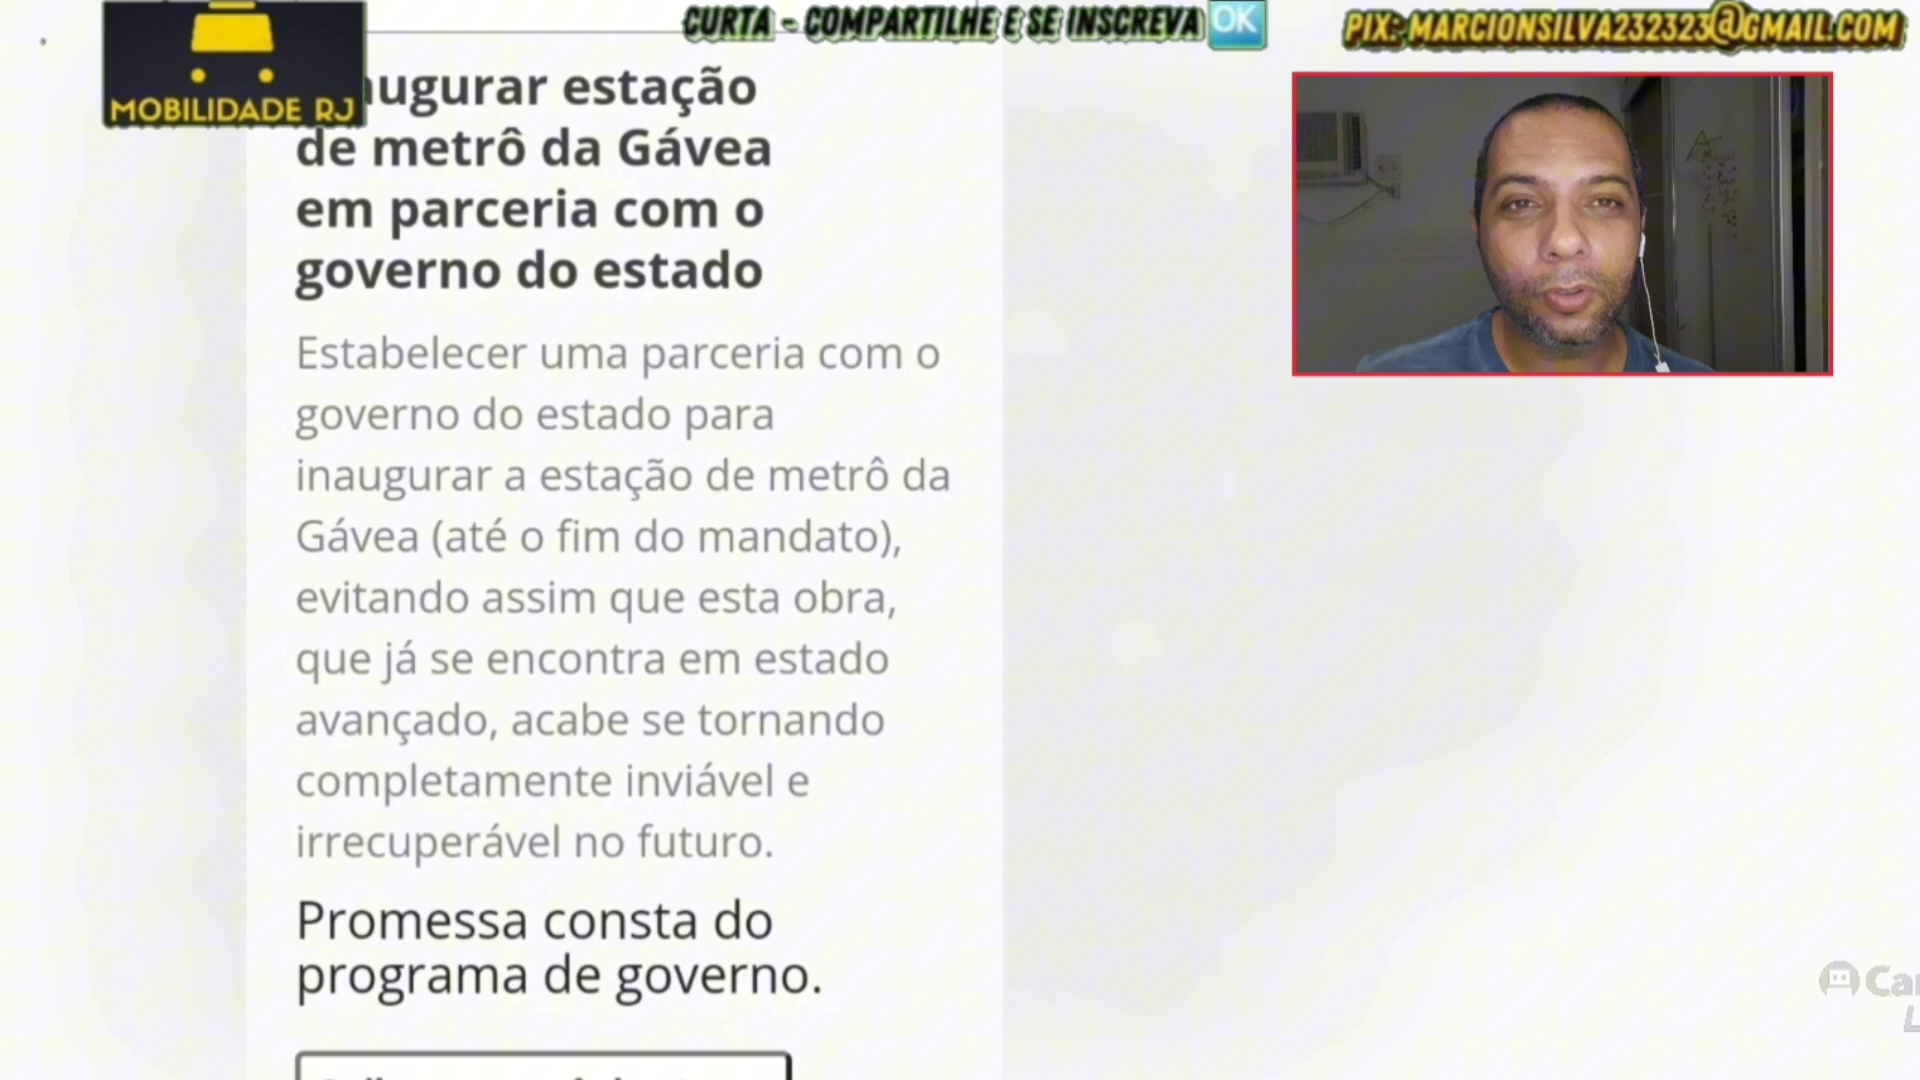 CURTA - COMPARTILHE E SE INSCREVA OK
PIX: MARCIONSILVA232323@GMAIL.COM
MOBILIDADE RJ
augurar estação
de metrô da Gávea
em parceria com o
governo do estado
Estabelecer uma parceria com o
governo do estado para
inaugurar a estação de metrô da
Gávea (até o fim do mandato),
evitando assim que esta obra,
que já se encontra em estado
avançado, acabe se tornando
completamente inviável e
irrecuperável no futuro.
Promessa consta do
programa de governo.